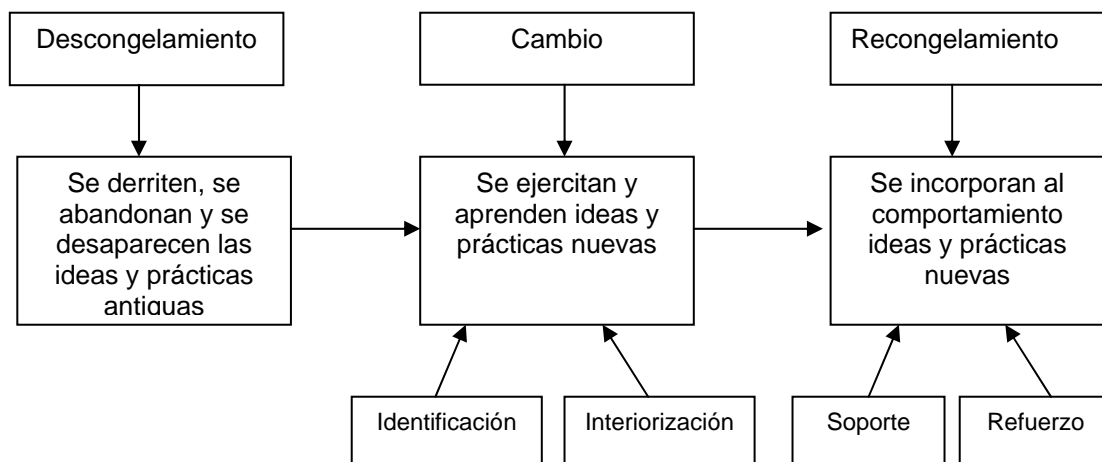 Descongelamiento
Cambio
Recongelamiento
Se derriten, se
abandonan y se
desaparecen las
ideas y prácticas
antiguas
Se ejercitan y
aprenden ideas y
prácticas nuevas
Se incorporan al
comportamiento
ideas y prácticas
nuevas
Identificación
Interiorización
Soporte
Refuerzo